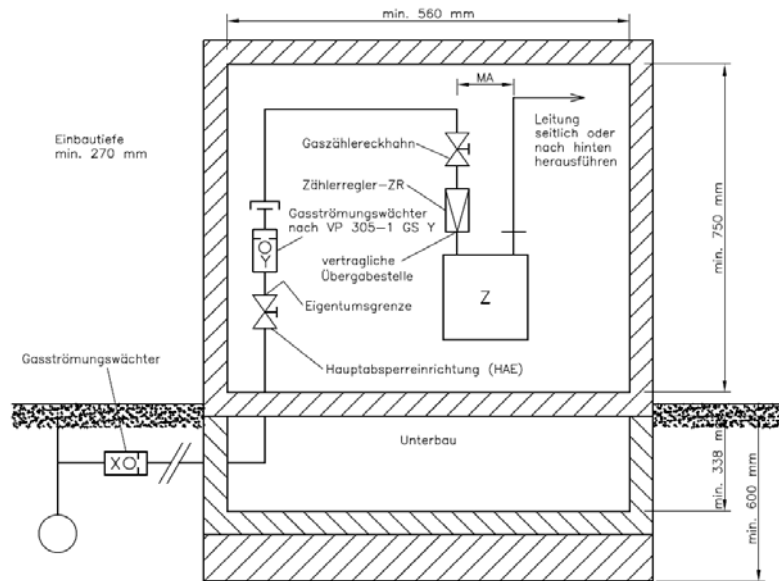 min. 560 mm
MA
Einbautiefe
min. 270 mm
Leitung
seitlich oder
nach hinten
herausführen
Gaszählereckhahn
Zählerregler-ZR
Gasströmungswächter
nach VP 305-1 GS Y
Y
vertragliche
Übergabestelle
Z
min. 750 mm
Eigentumsgrenze
Hauptabsperreinrichtung (HAE)
Gasströmungswächter
X
Unterbau
min. 338 mm
min. 600 mm